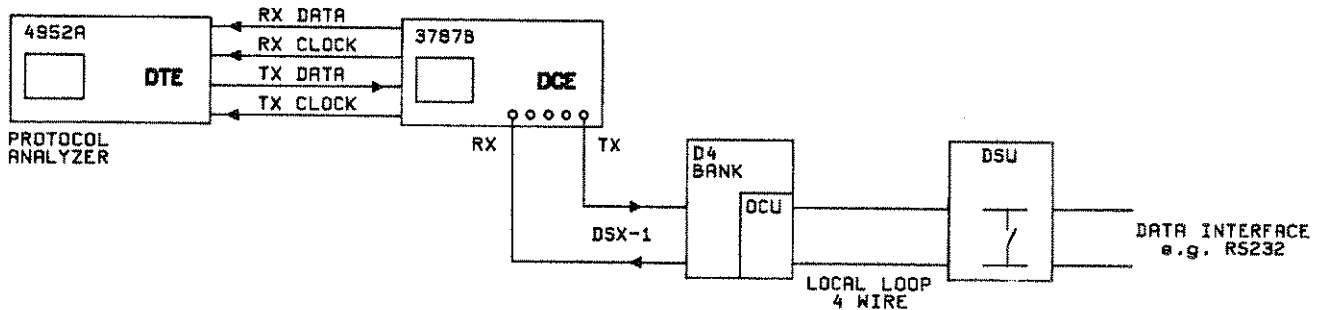 RX DATA
4952A
3787B
RX CLOCK
TX DATA
DTE
DCE
TX CLOCK
PROTOCOL
ANALYZER
RX
TX
D4
BANK
DSU
OCU
DSX-1
DATA INTERFACE
e.g. RS232
LOCAL LOOP
4 WIRE